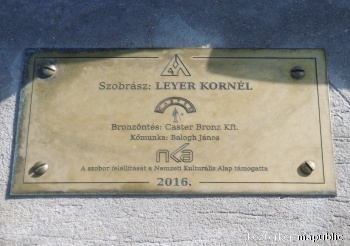 Szobrász: LEYER KORNÉL
Bronzöntés: Caster Bronz Kft.
Kőmunka: Balogh János
nka
A szobor felállítását a Nemzeti Kulturális Alap támogatta
2016.
mapublic